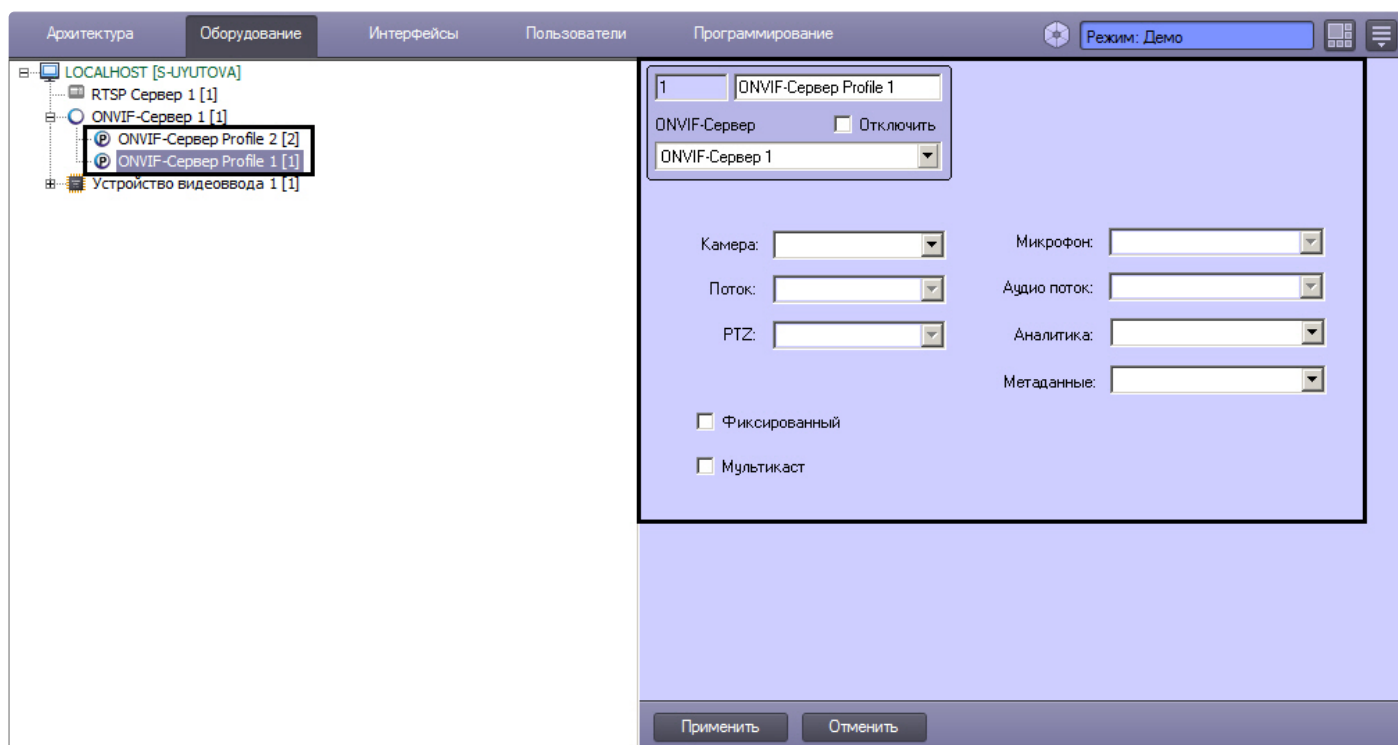 Архитектура Оборудование Интерфейсы Пользователи Программирование Режим: Демо
LOCALHOST [S-UYUTOVA]
RTSP Сервер 1 [1]
ONVIF-Сервер 1 [1]
ONVIF-Сервер Profile 2 [2]
ONVIF-Сервер Profile 1 [1]
Устройство видеоввода 1 [1]
1 ONVIF-Сервер Profile 1
ONVIF-Сервер Отключить
ONVIF-Сервер 1
Камера: Микрофон:
Поток: Аудио поток:
PTZ: Аналитика:
Метаданные:
Фиксированный
Мультикаст
Применить Отменить